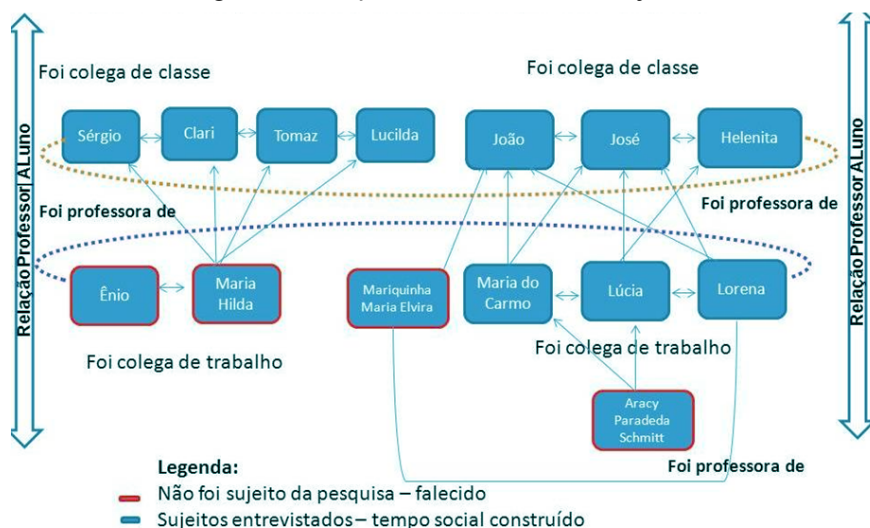 Foi colega de classe
Foi colega de classe
Sérgio
Clari
Tomaz
Lucilda
João
José
Helenita
Relação Professor/ALuno
Foi professora de
Foi professora de
Relação Professor/ALuno
Ênio
Maria
Hilda
Mariquinha
Maria Elvira
Maria do
Carmo
Lúcia
Lorena
Foi colega de trabalho
Foi colega de trabalho
Aracy
Paradeda
Schmitt
Foi professora de
Legenda:
Não foi sujeito da pesquisa – falecido
Sujeitos entrevistados – tempo social construído